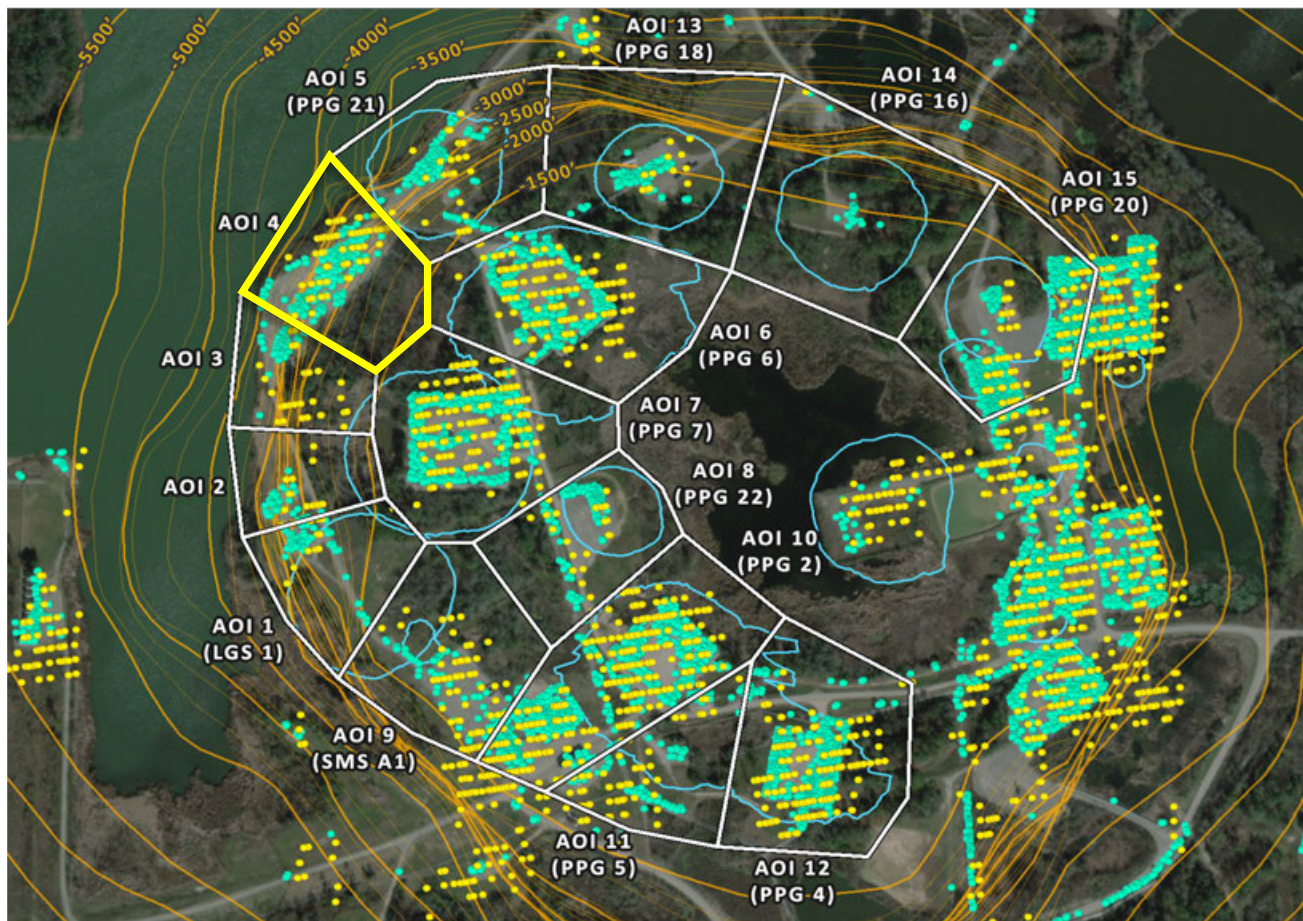 -5500'
-5000'
-4500'
-4000'
-3500'
-3000'
-2500'
-2000'
-1500'
AOI 13
(PPG 18)
AOI 5
(PPG 21)
AOI 14
(PPG 16)
AOI 15
(PPG 20)
AOI 4
AOI 3
AOI 6
(PPG 6)
AOI 7
(PPG 7)
AOI 2
AOI 8
(PPG 22)
AOI 10
(PPG 2)
AOI 1
(LGS 1)
AOI 9
(SMS A1)
AOI 11
(PPG 5)
AOI 12
(PPG 4)